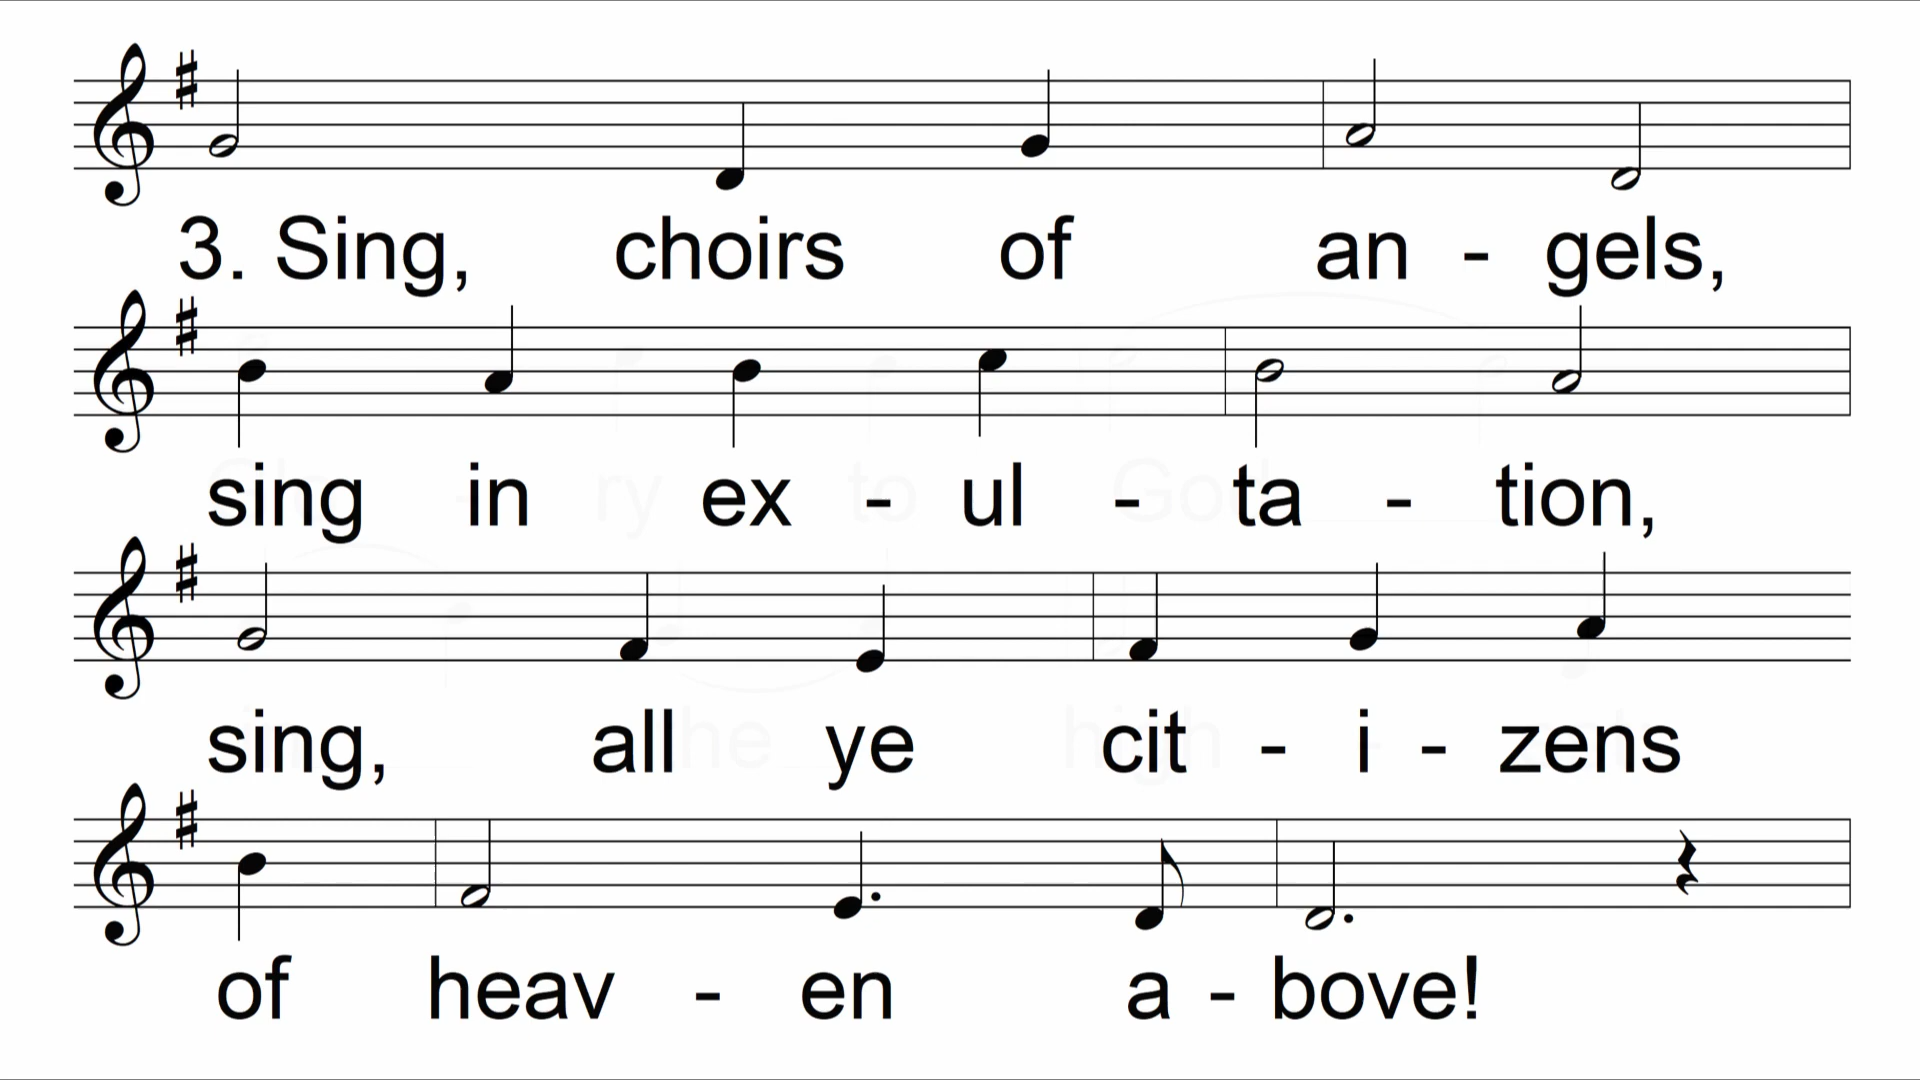 3. Sing, choirs of an - gels,
sing in ex - ul - ta - tion,
sing, all ye cit - i - zens
of heav - en a - bove!